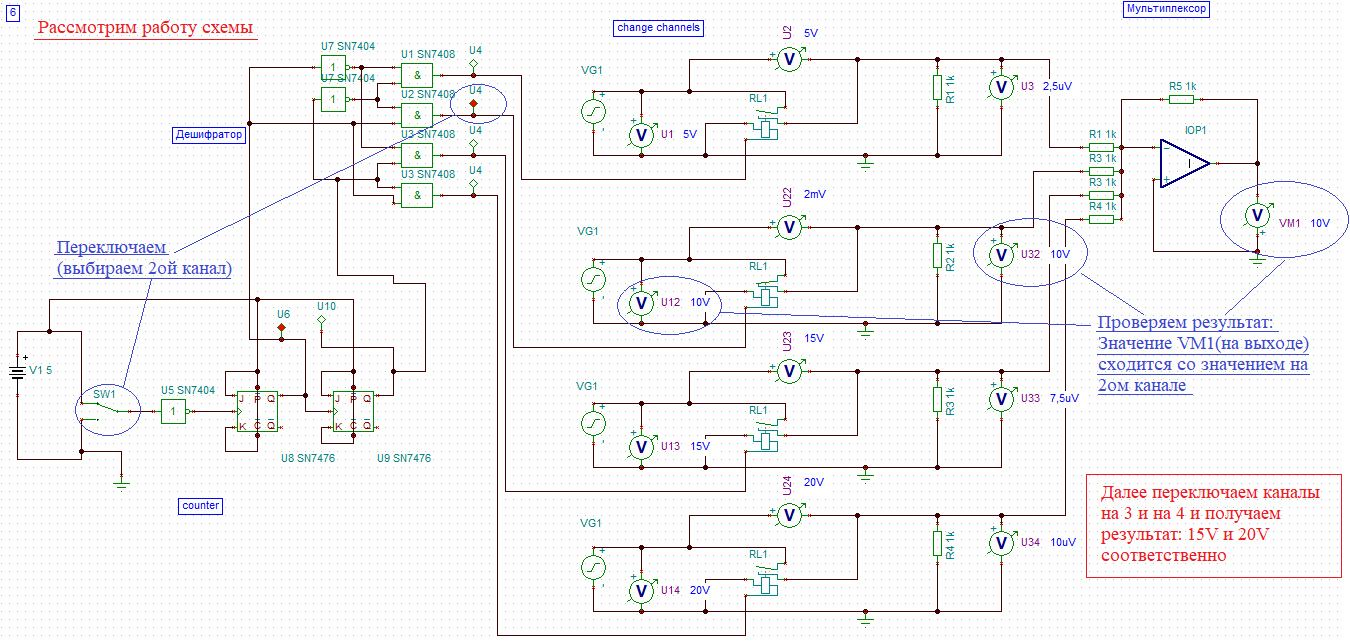 6
Рассмотрим работу схемы
change channels
Мультиплексор
U7 SN7404
1
U7 SN7404
1
U1 SN7408
&
U2 SN7408
&
U3 SN7408
&
U3 SN7408
&
U4
U4
U4
U4
Дешифратор
Переключаем
(выбираем 2ой канал)
U6
U10
V1 5
+
SW1
U5 SN7404
1
J P Q
K C Q
U8 SN7476
J P Q
K C Q
U9 SN7476
counter
VG1
V
U1 5V
RL1
U2
V
5V
R1 1k
V
U3 2,5uV
VG1
V
U12 10V
RL1
U22
V
2mV
R2 1k
V
U32 10V
VG1
V
U13 15V
RL1
U23
V
15V
R3 1k
V
U33 7,5uV
VG1
V
U14 20V
RL1
U24
V
20V
R4 1k
V
U34 10uV
R1 1k
R3 1k
R3 1k
R4 1k
R5 1k
IOP1
V
VM1 10V
Проверяем результат:
Значение VM1(на выходе)
сходится со значением на
2ом канале
Далее переключаем каналы
на 3 и на 4 и получаем
результат: 15V и 20V
соответственно